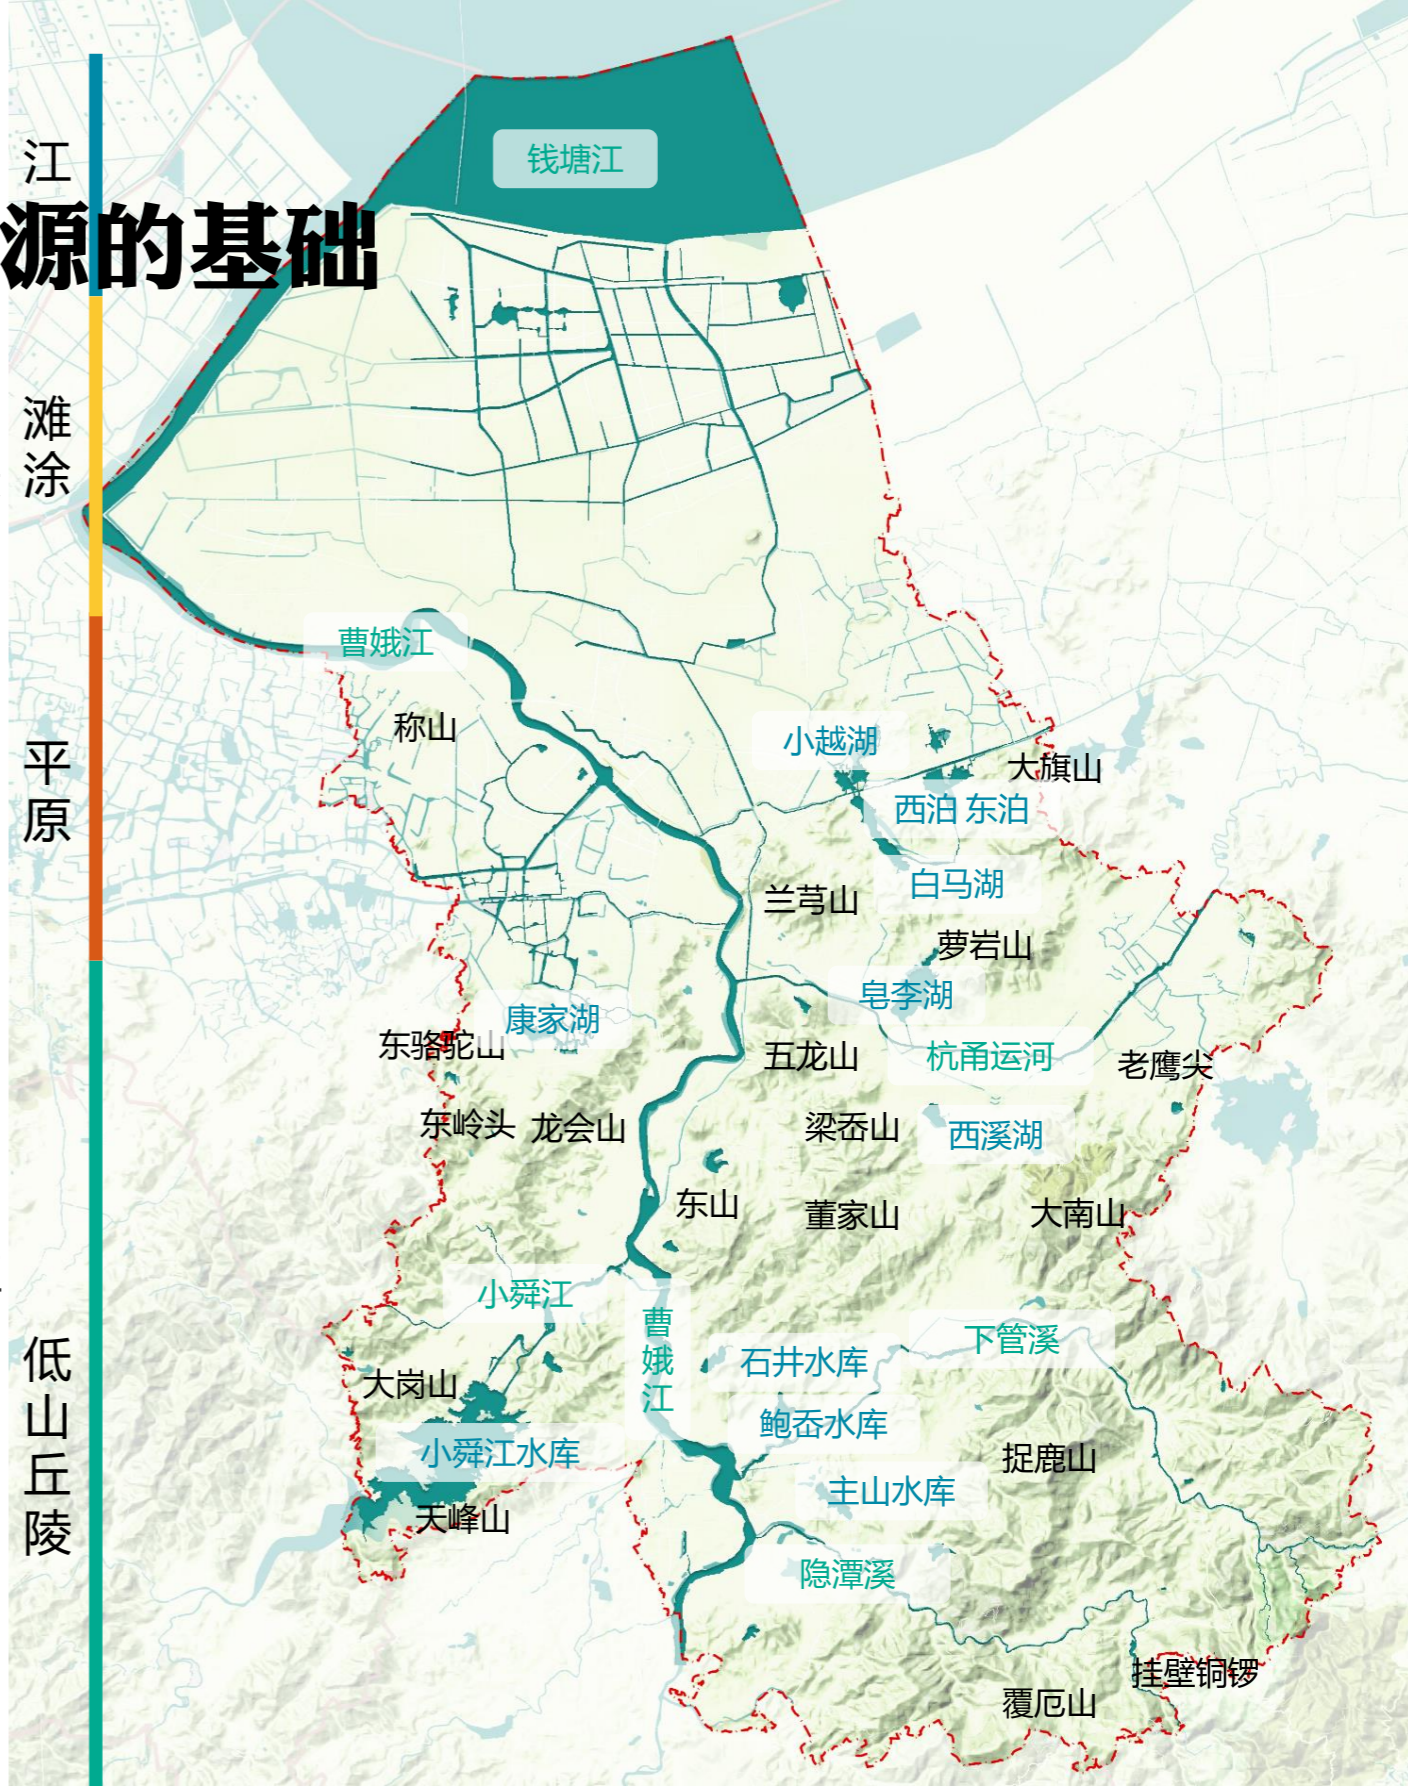 江
源的基础
滩
涂
平
原
低
山
丘
陵
钱塘江
曹娥江
称山
小越湖
大旗山
西泊 东泊
白马湖
兰芎山
萝岩山
皂李湖
康家湖
东骆驼山
五龙山
杭甬运河
老鹰尖
东岭头
龙会山
梁岙山
西溪湖
东山
董家山
大南山
小舜江
曹
娥
江
下管溪
石井水库
大岗山
鲍岙水库
小舜江水库
捉鹿山
主山水库
天峰山
隐潭溪
挂壁铜锣
覆卮山